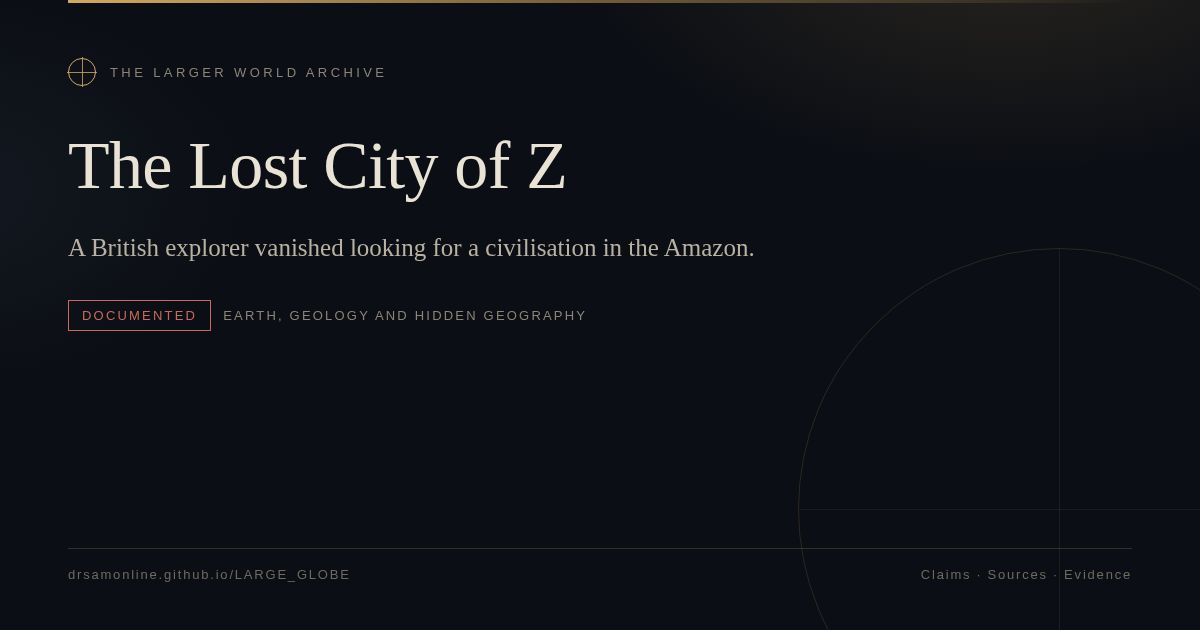 THE LARGER WORLD ARCHIVE
The Lost City of Z
A British explorer vanished looking for a civilisation in the Amazon.
DOCUMENTED EARTH, GEOLOGY AND HIDDEN GEOGRAPHY
drsamonline.github.io/LARGE_GLOBE Claims · Sources · Evidence